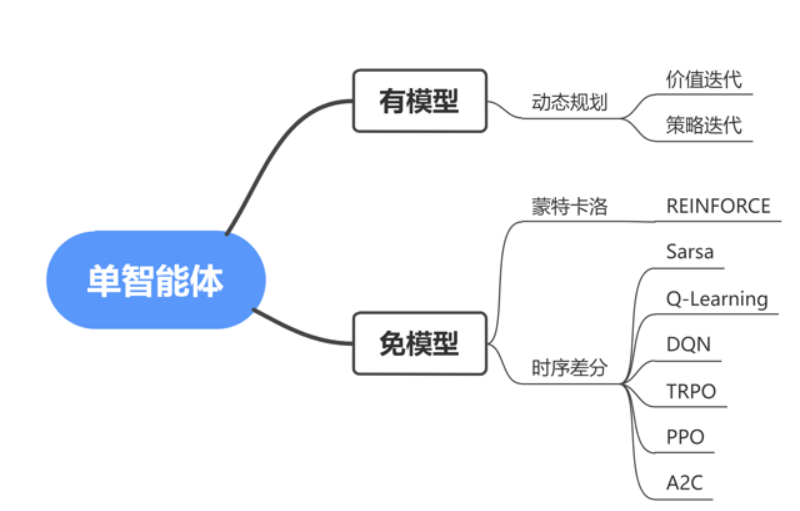 单智能体
有模型
动态规划
价值迭代
策略迭代
免模型
蒙特卡洛
REINFORCE
时序差分
Sarsa
Q-Learning
DQN
TRPO
PPO
A2C